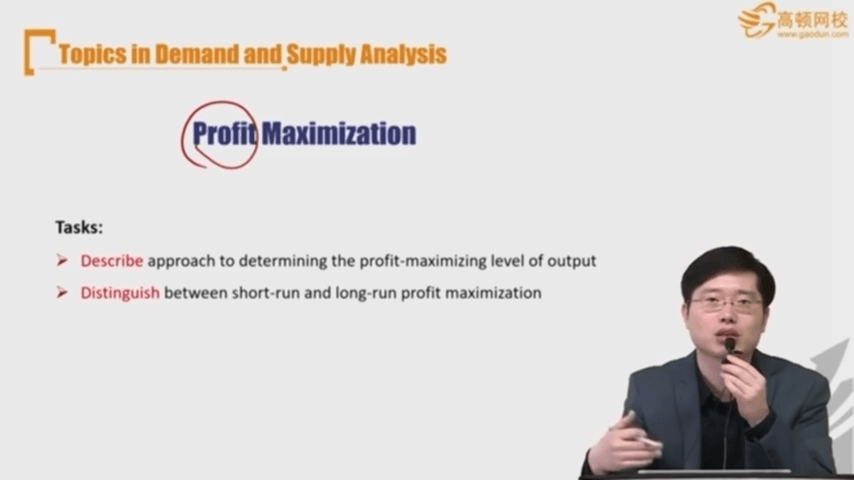 高顿网校
www.gaodun.com
Topics in Demand and Supply Analysis
Profit Maximization
Tasks:
Describe approach to determining the profit-maximizing level of output
Distinguish between short-run and long-run profit maximization